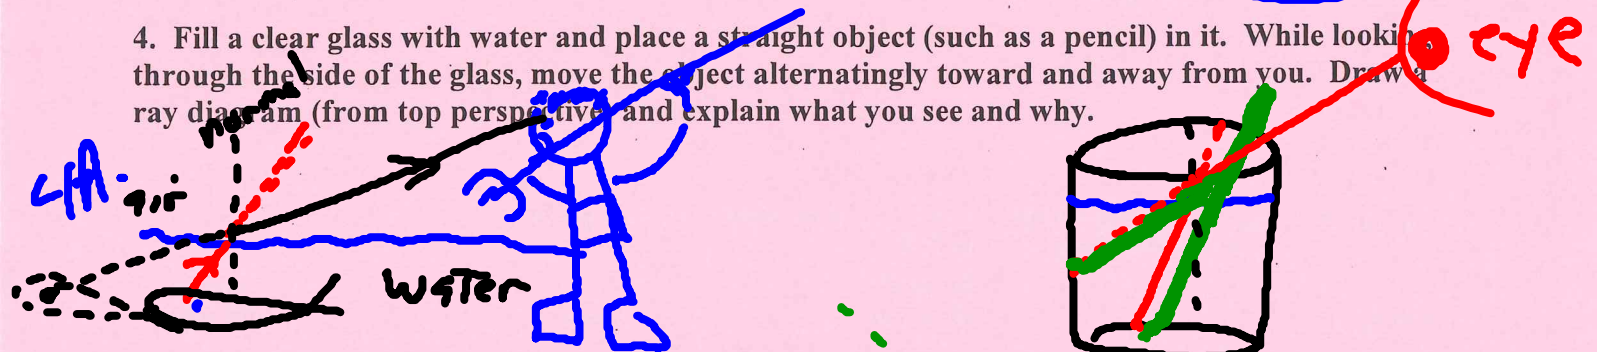 4. Fill a clear glass with water and place a straight object (such as a pencil) in it. While looking
through the side of the glass, move the object alternatingly toward and away from you. Draw a
ray diagram (from top perspective) and explain what you see and why.
normal
air
water
eye